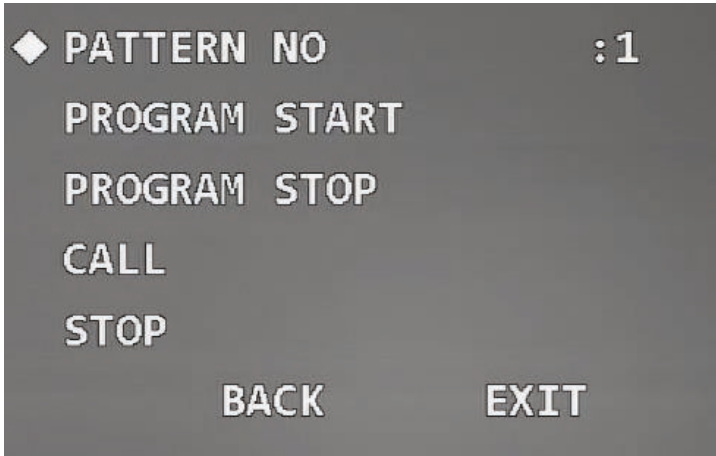 PATTERN NO :1
PROGRAM START
PROGRAM STOP
CALL
STOP
BACK EXIT